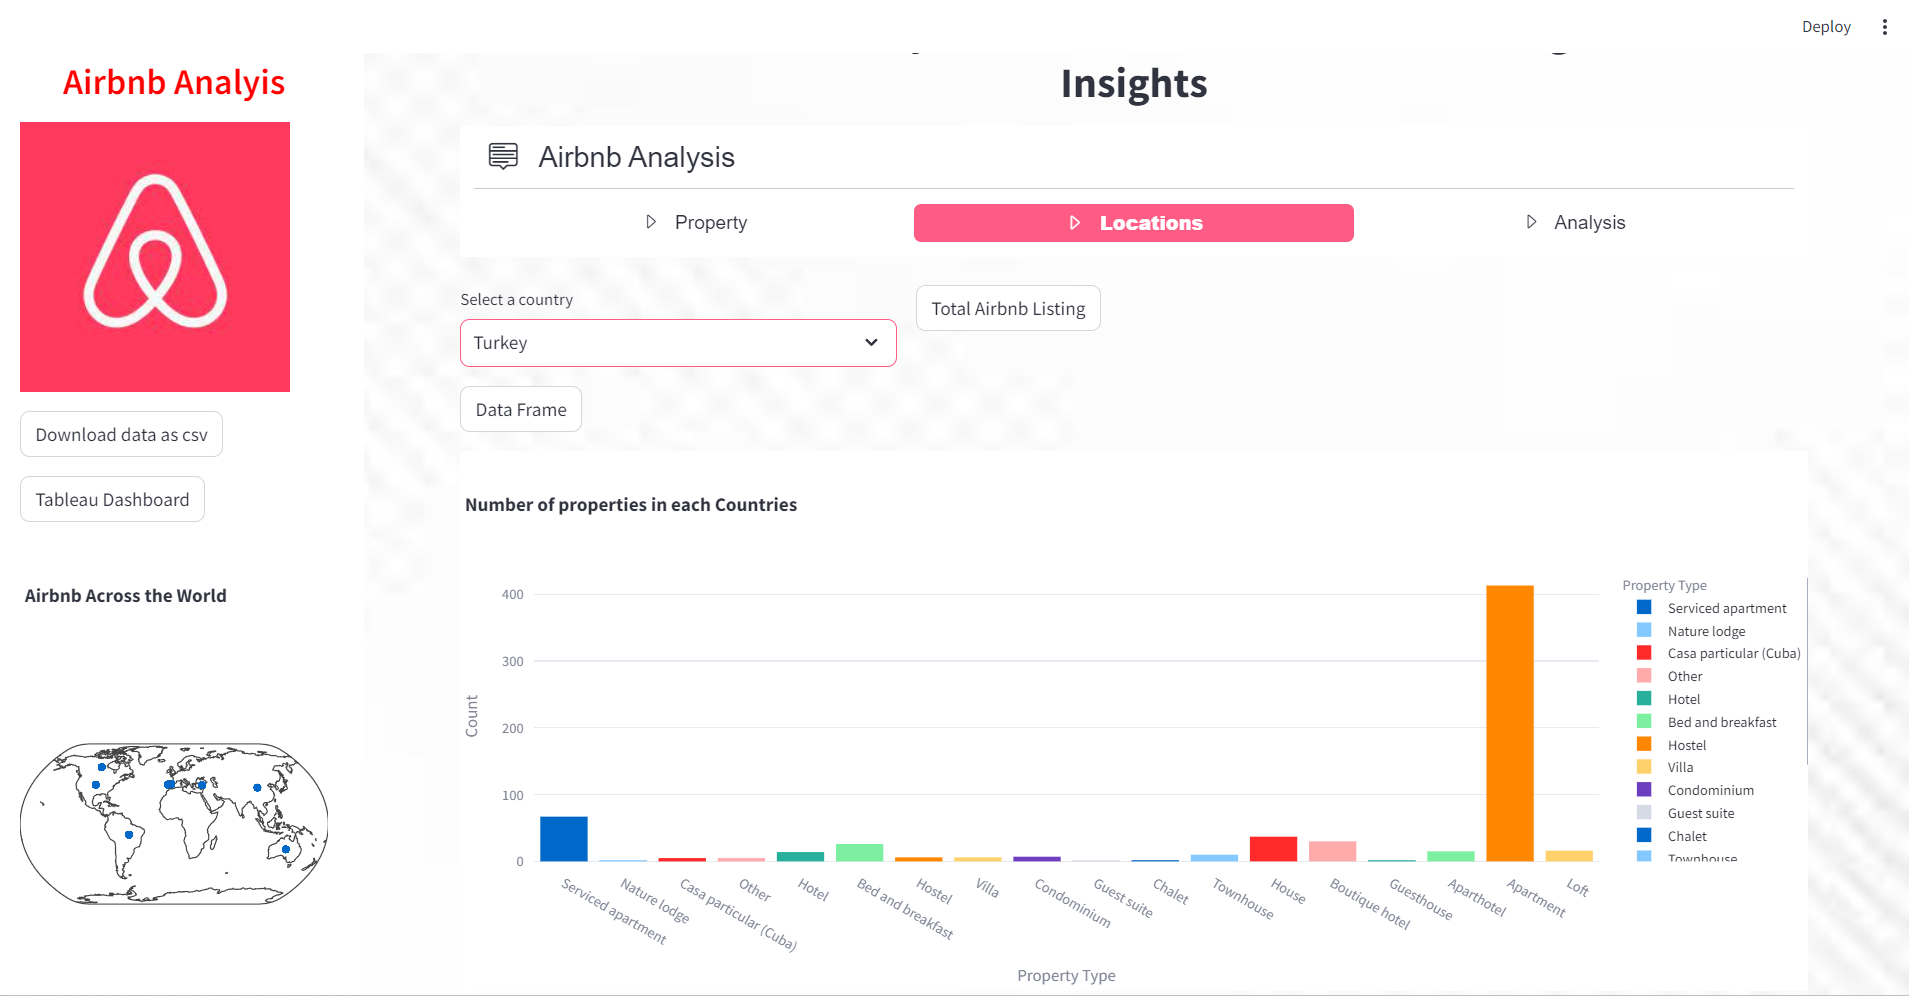 Deploy
Airbnb Analyis
Insights
Airbnb Analysis
Property
Locations
Analysis
Select a country
Turkey
Total Airbnb Listing
Data Frame
Download data as csv
Tableau Dashboard
Airbnb Across the World
Number of properties in each Countries
400
300
200
100
0
Count
Serviced apartment
Nature lodge
Casa particular (Cuba)
Other
Hotel
Bed and breakfast
Hostel
Villa
Condominium
Guest suite
Chalet
Townhouse
House
Boutique hotel
Guesthouse
Aparthotel
Apartment
Loft
Property Type
Property Type
Serviced apartment
Nature lodge
Casa particular (Cuba)
Other
Hotel
Bed and breakfast
Hostel
Villa
Condominium
Guest suite
Chalet
Townhouse